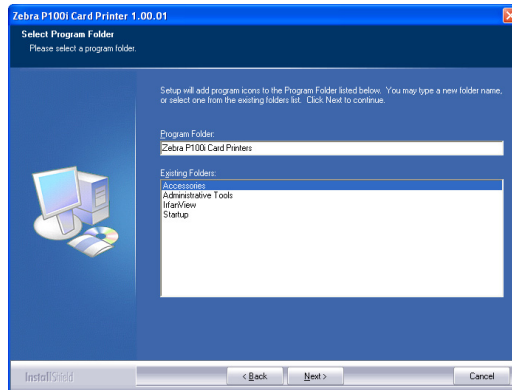 Zebra P100i Card Printer 1.00.01
Select Program Folder
Please select a program folder.
Setup will add program icons to the Program Folder listed below. You may type a new folder name,
or select one from the existing folders list. Click Next to continue.
Program Folder:
Zebra P100i Card Printers
Existing Folders:
Accessories
Administrative Tools
IrfanView
Startup
InstallShield
< Back
Next >
Cancel